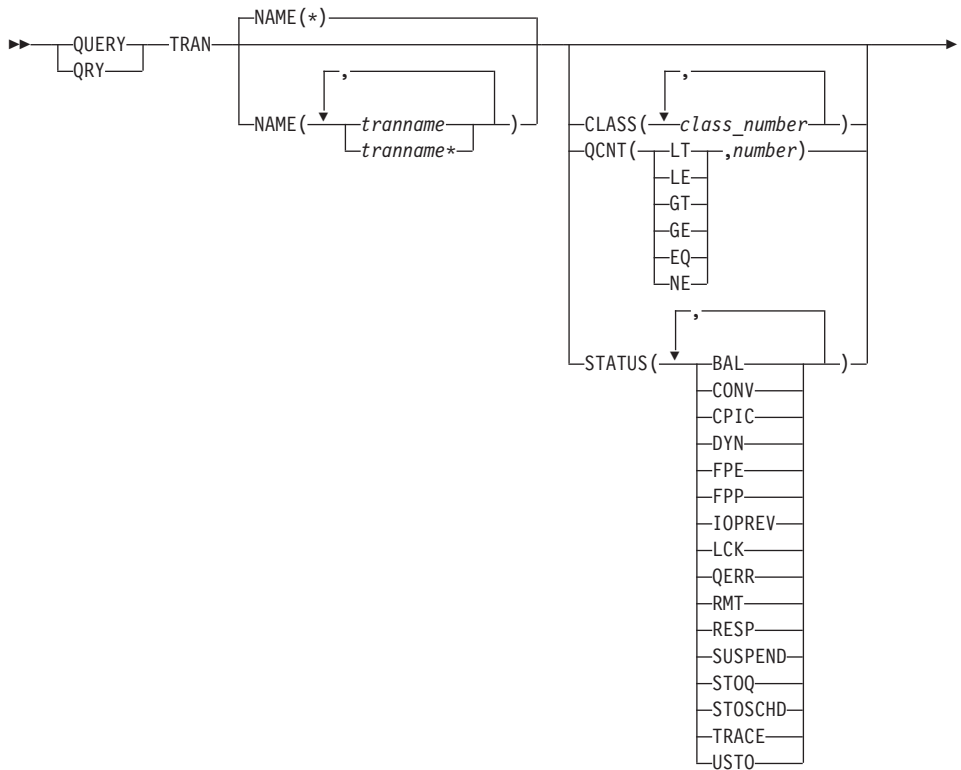 NAME(*)
QUERY TRAN
QRY
,
NAME( tranname )
tranname*
,
CLASS( class_number )
QCNT( LT ,number)
LE
GT
GE
EQ
NE
,
STATUS( BAL )
CONV
CPIC
DYN
FPE
FPP
IOPREV
LCK
QERR
RMT
RESP
SUSPEND
STOQ
STOSCHD
TRACE
USTO